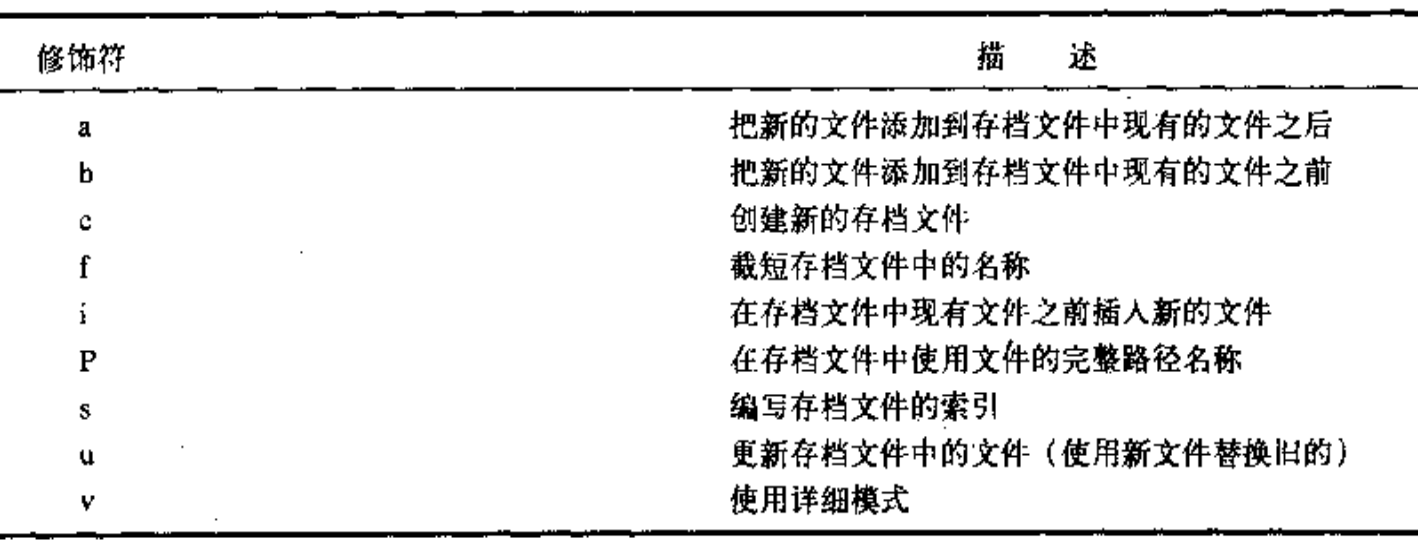 修饰符 描 述
a 把新的文件添加到存档文件中现有的文件之后
b 把新的文件添加到存档文件中现有的文件之前
c 创建新的存档文件
f 截短存档文件中的名称
i 在存档文件中现有文件之前插入新的文件
P 在存档文件中使用文件的完整路径名称
s 编写存档文件的索引
u 更新存档文件中的文件（使用新文件替换旧的）
v 使用详细模式